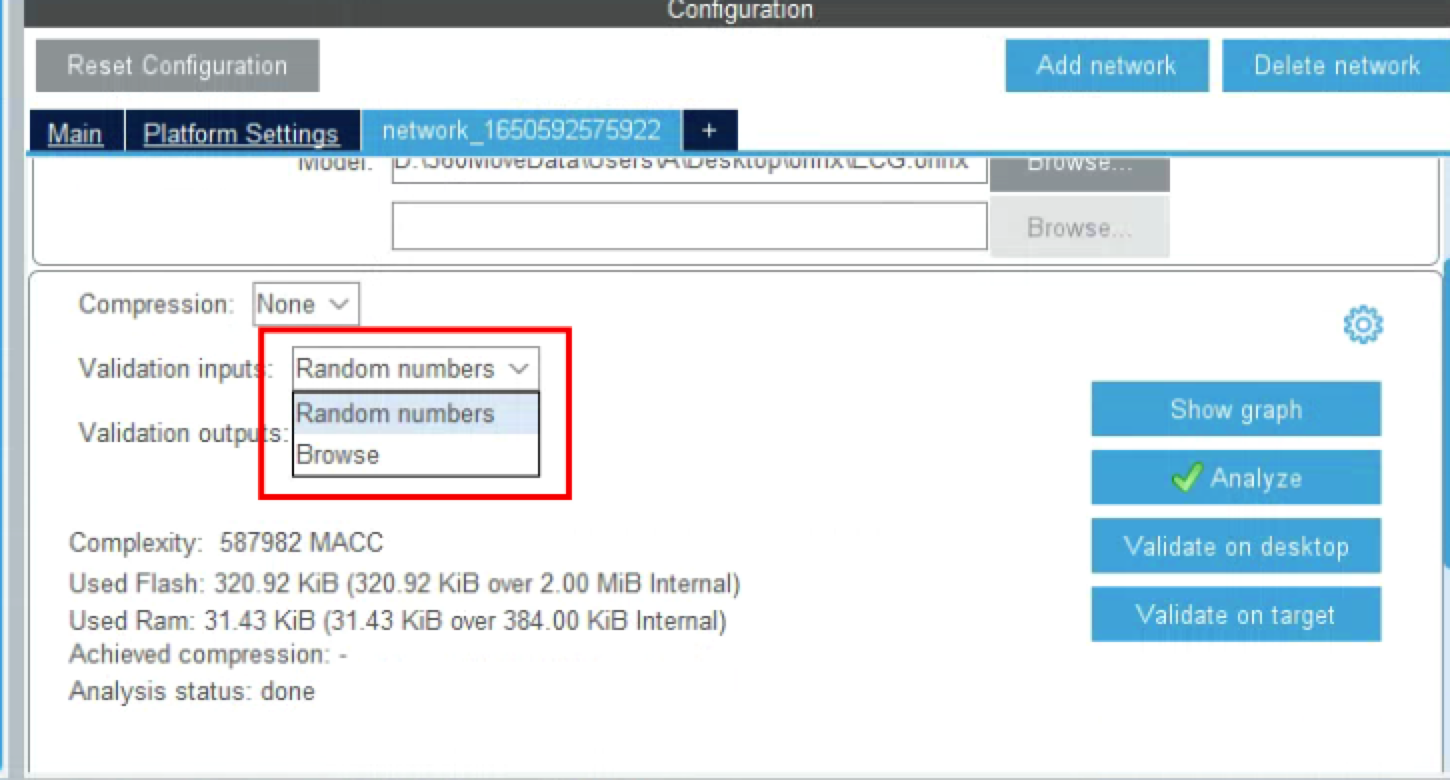 Configuration
Reset Configuration
Add network
Delete network
Main
Platform Settings
network_1650592575922
+
Model: D:\360MoveData\Users\A\Desktop\onnx\ECG.onnx
Browse...
Browse...
Compression: None
Validation inputs: Random numbers
Random numbers
Validation outputs:
Browse
Show graph
Analyze
Validate on desktop
Validate on target
Complexity: 587982 MACC
Used Flash: 320.92 KiB (320.92 KiB over 2.00 MiB Internal)
Used Ram: 31.43 KiB (31.43 KiB over 384.00 KiB Internal)
Achieved compression: -
Analysis status: done